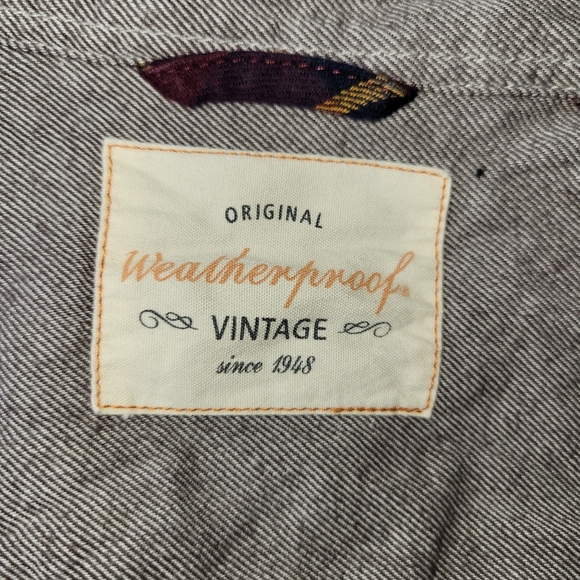 ORIGINAL
Weatherproof®
VINTAGE
since 1948